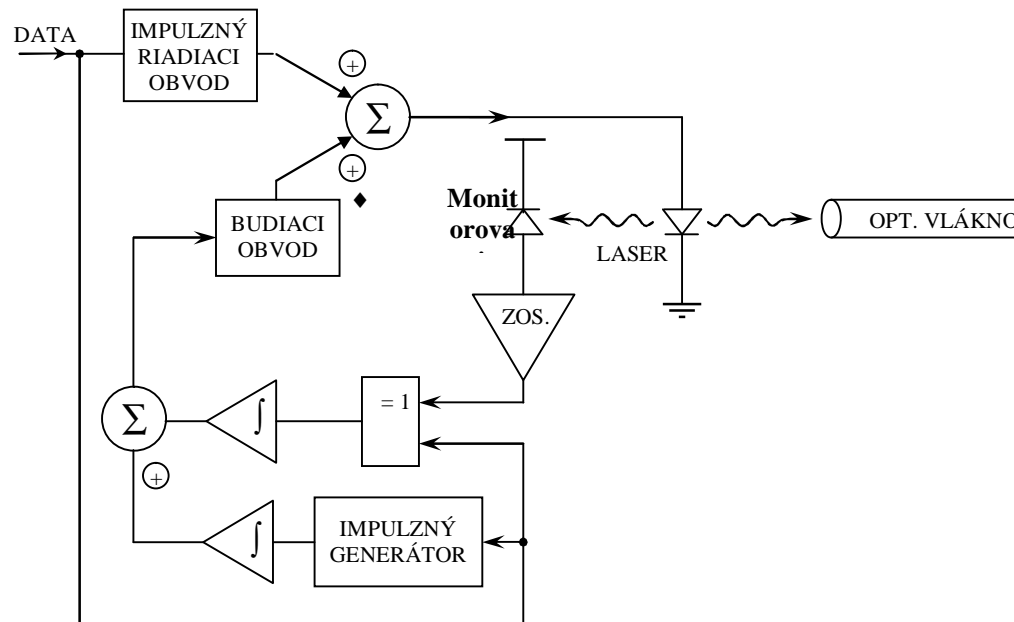 DATA
IMPULZNÝ
RIADIACI
OBVOD
+
Σ
+
BUDIACI
OBVOD
Monit
orova
LASER
OPT. VLÁKNO
ZOS.
= 1
∫
Σ
+
∫
IMPULZNÝ
GENERÁTOR